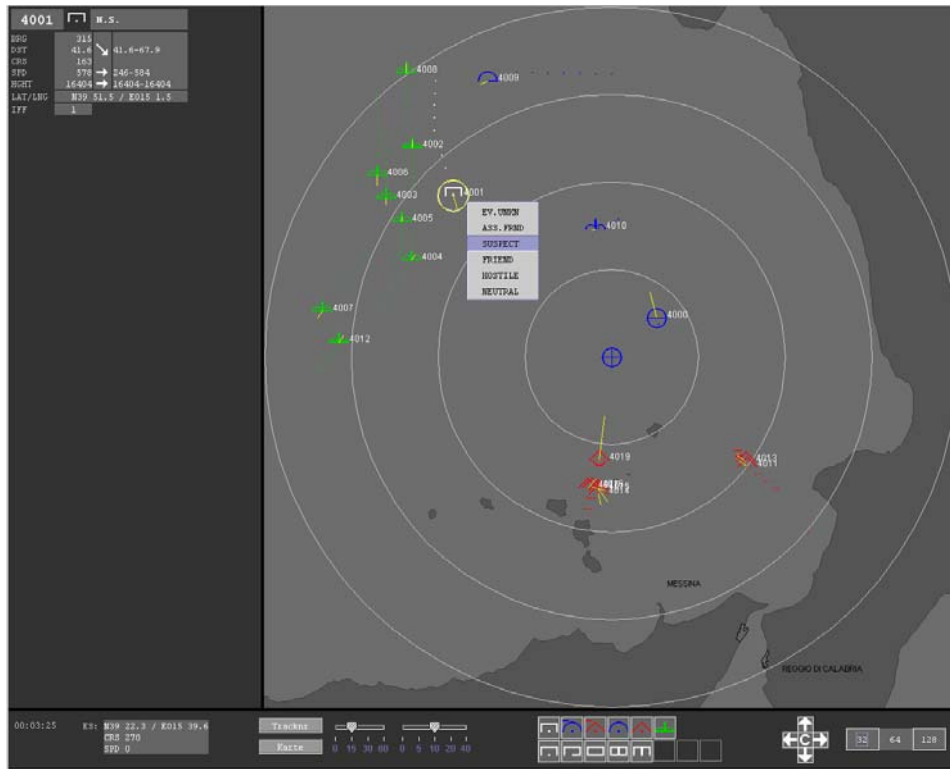 4001 N.S.
BRG 315
DST 41.6 41.6-67.9
CRS 163
SPD 578 246-584
HGHT 16404 16404-16404
LAT/LNG N39 51.5 / E015 1.5
IFF 1
4008
4009
4002
4006
4001
4003
4005
4010
4004
EV.UNKN
ASS.FRND
SUSPECT
FRIEND
HOSTILE
NEUTRAL
4007
4000
4012
4019
4013
4011
4014
MESSINA
REGGIO DI CALABRIA
00:03:25
ES: N39 22.3 / E015 39.6
CRS 270
SPD 0
Tracknr
Karte
0 15 30 60
0 5 10 20 40
C
32 64 128